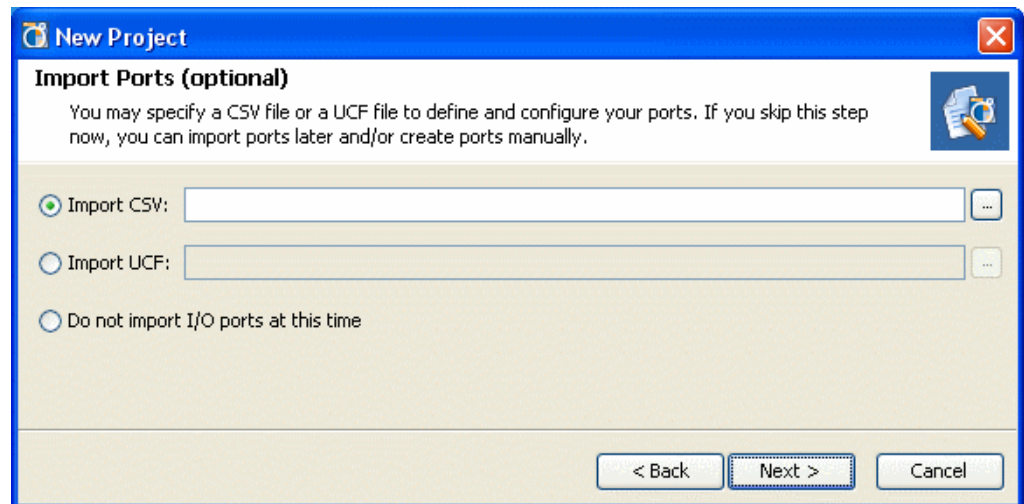 New Project
Import Ports (optional)
You may specify a CSV file or a UCF file to define and configure your ports. If you skip this step
now, you can import ports later and/or create ports manually.
Import CSV:
...
Import UCF:
...
Do not import I/O ports at this time
< Back
Next >
Cancel